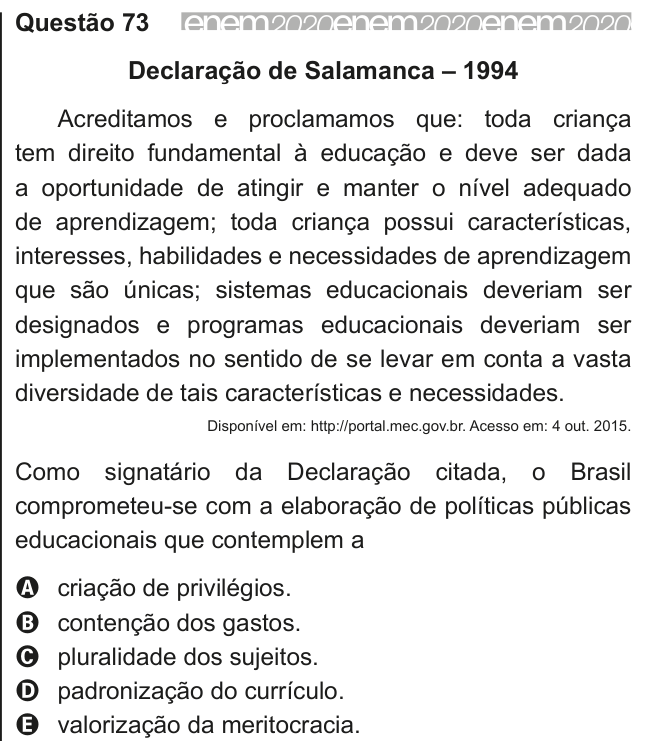 Questão 73 enem2020enem2020enem2020
Declaração de Salamanca – 1994
Acreditamos e proclamamos que: toda criança
tem direito fundamental à educação e deve ser dada
a oportunidade de atingir e manter o nível adequado
de aprendizagem; toda criança possui características,
interesses, habilidades e necessidades de aprendizagem
que são únicas; sistemas educacionais deveriam ser
designados e programas educacionais deveriam ser
implementados no sentido de se levar em conta a vasta
diversidade de tais características e necessidades.
Disponível em: http://portal.mec.gov.br. Acesso em: 4 out. 2015.
Como signatário da Declaração citada, o Brasil
comprometeu-se com a elaboração de políticas públicas
educacionais que contemplem a
A criação de privilégios.
B contenção dos gastos.
C pluralidade dos sujeitos.
D padronização do currículo.
E valorização da meritocracia.